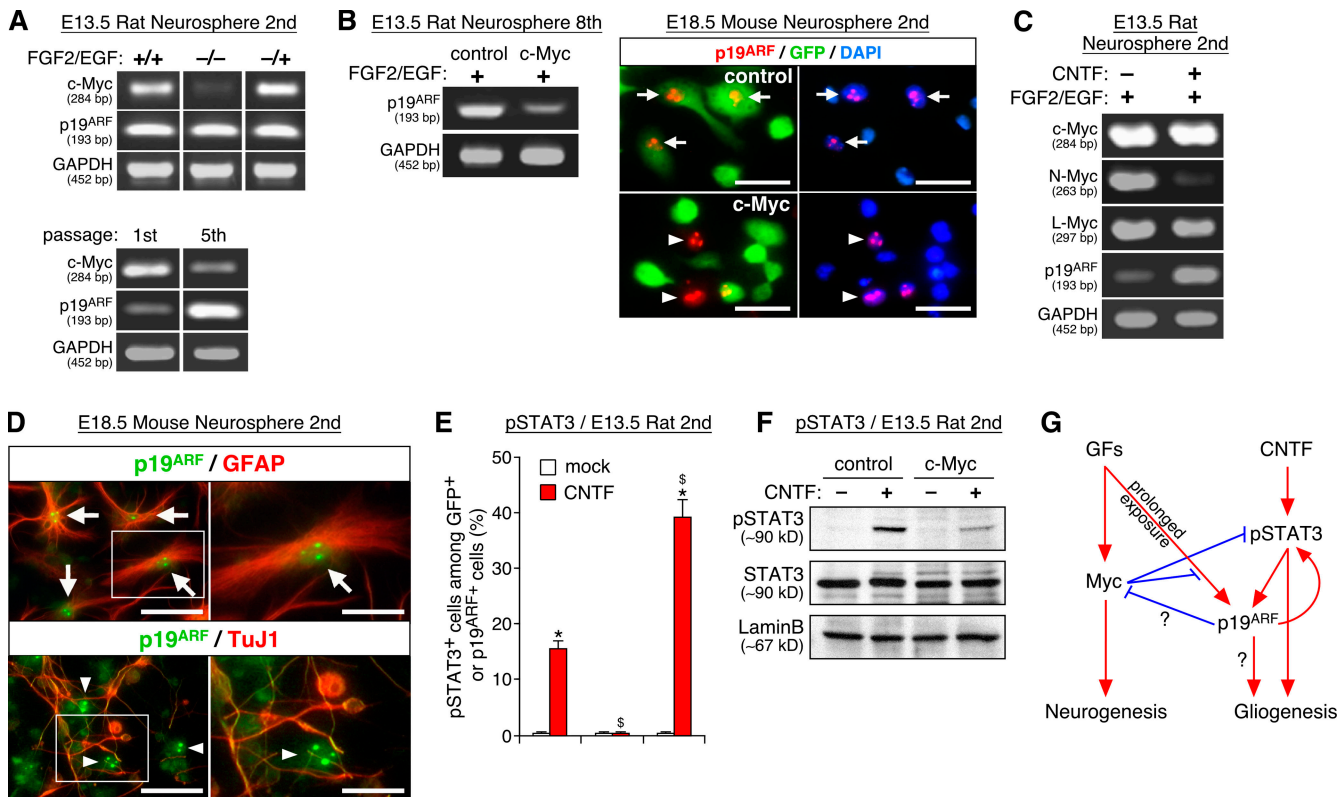 A
E13.5 Rat Neurosphere 2nd
FGF2/EGF: +/+ –/– –/+
c-Myc
(284 bp)
p19ARF
(193 bp)
GAPDH
(452 bp)
passage: 1st 5th
c-Myc
(284 bp)
p19ARF
(193 bp)
GAPDH
(452 bp)
B
E13.5 Rat Neurosphere 8th
control c-Myc
FGF2/EGF: + +
p19ARF
(193 bp)
GAPDH
(452 bp)
E18.5 Mouse Neurosphere 2nd
p19ARF / GFP / DAPI
control
c-Myc
C
E13.5 Rat
Neurosphere 2nd
CNTF: – +
FGF2/EGF: + +
c-Myc
(284 bp)
N-Myc
(263 bp)
L-Myc
(297 bp)
p19ARF
(193 bp)
GAPDH
(452 bp)
D
E18.5 Mouse Neurosphere 2nd
p19ARF / GFAP
p19ARF / TuJ1
E
pSTAT3 / E13.5 Rat 2nd
pSTAT3+ cells among GFP+
or p19ARF+ cells (%)
50
40
30
20
10
0
mock
CNTF
*
$
$
*
F
pSTAT3 / E13.5 Rat 2nd
control c-Myc
CNTF: – + – +
pSTAT3
(~90 kD)
STAT3
(~90 kD)
LaminB
(~67 kD)
G
GFs CNTF
prolonged
exposure
pSTAT3
Myc
p19ARF
?
?
Neurogenesis Gliogenesis